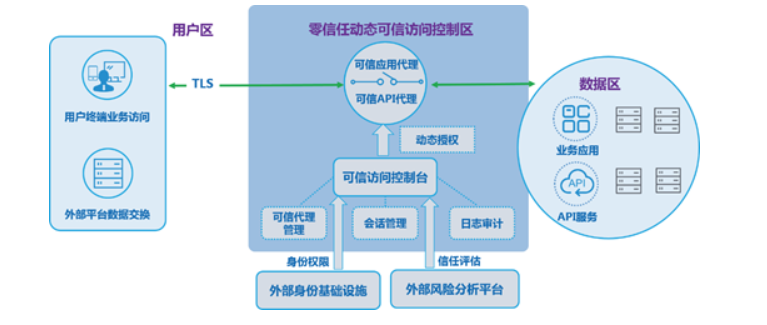 用户区
零信任动态可信访问控制区
用户终端业务访问
外部平台数据交换
TLS
可信应用代理
可信API代理
动态授权
可信访问控制台
可信代理
管理
会话管理
日志审计
身份权限
信任评估
外部身份基础设施
外部风险分析平台
数据区
业务应用
API
API服务